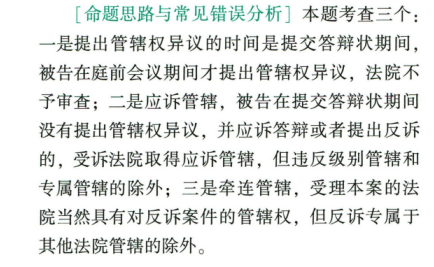 ［命题思路与常见错误分析］本题考查三个：
一是提出管辖权异议的时间是提交答辩状期间，
被告在庭前会议期间才提出管辖权异议，法院不
予审查；二是应诉管辖，被告在提交答辩状期间
没有提出管辖权异议，并应诉答辩或者提出反诉
的，受诉法院取得应诉管辖，但违反级别管辖和
专属管辖的除外；三是牵连管辖，受理本案的法
院当然具有对反诉案件的管辖权，但反诉专属于
其他法院管辖的除外。